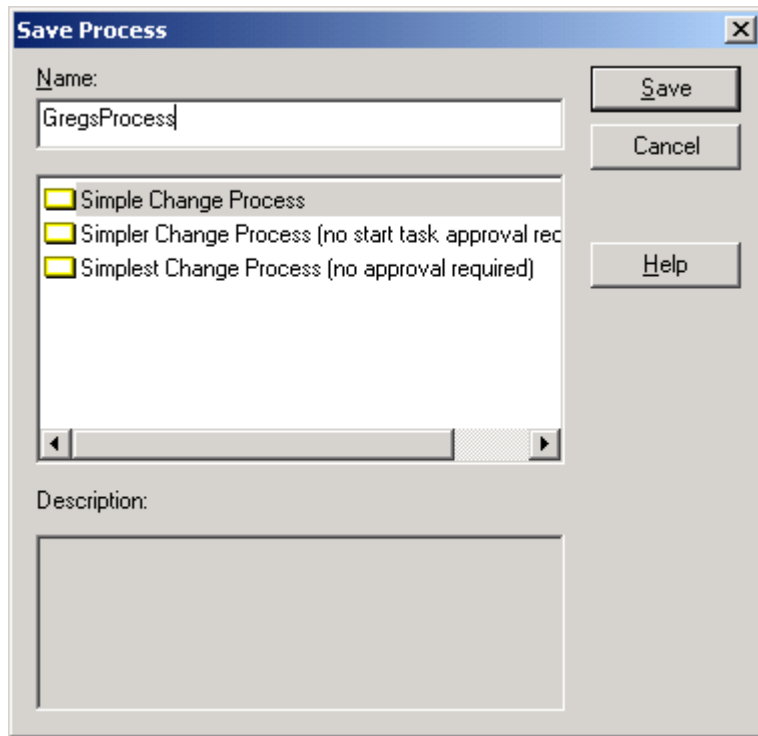 Save Process
Name:
Save
GregsProcess
Cancel
Simple Change Process
Simpler Change Process (no start task approval rec
Simplest Change Process (no approval required)
Help
Description: